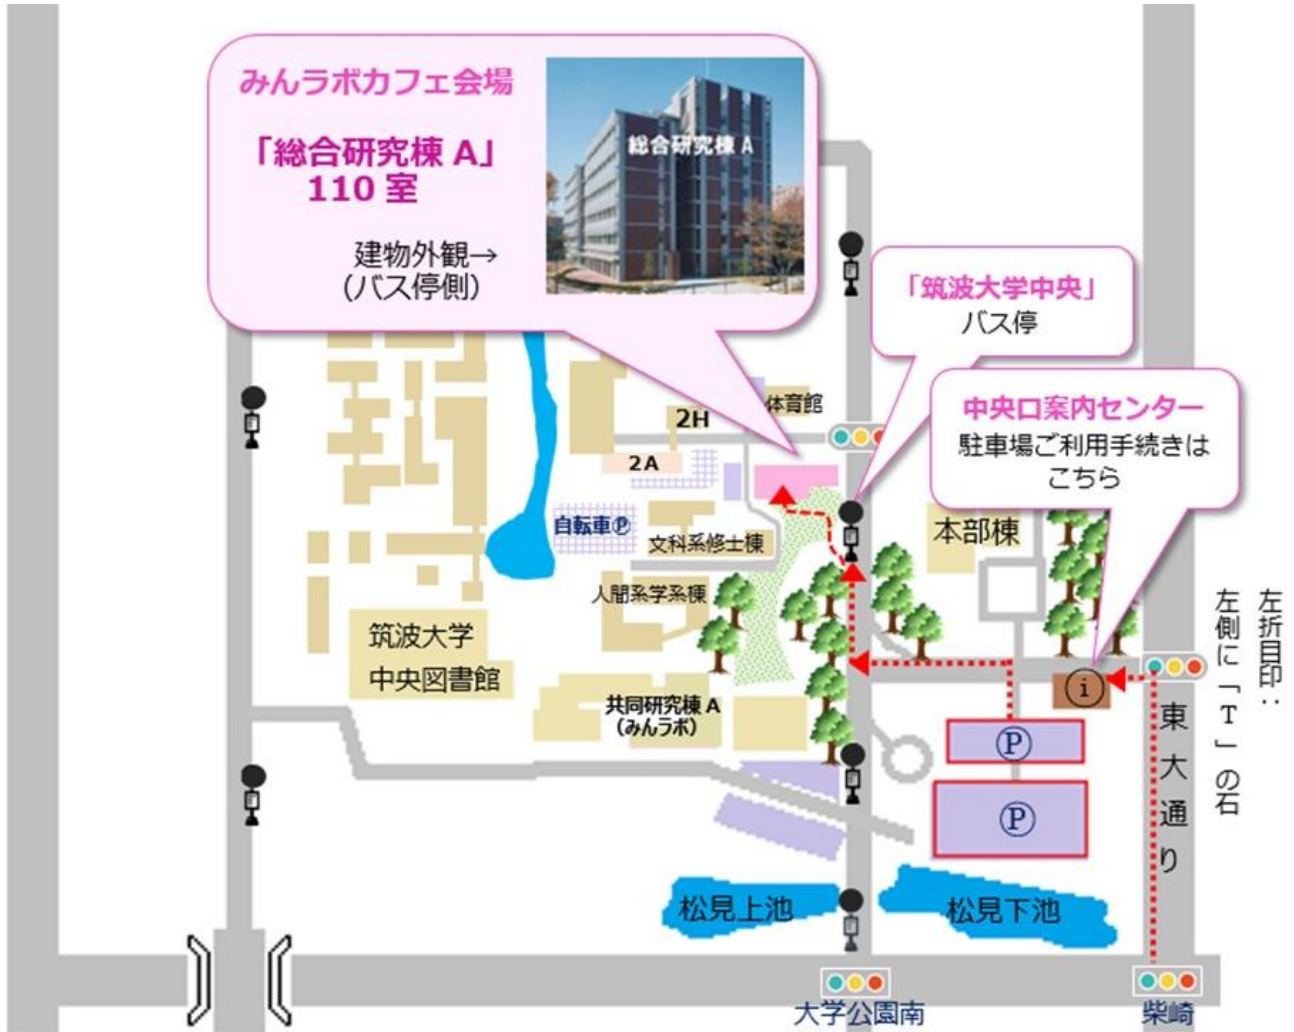 みんラボカフェ会場
「総合研究棟 A」
110 室
建物外観→
(バス停側)
総合研究棟 A
「筑波大学中央」
バス停
中央口案内センター
駐車場ご利用手続きは
こちら
体育館
2H
2A
自転車Ⓟ
文科系修士棟
本部棟
人間系学系棟
筑波大学
中央図書館
共同研究棟 A
(みんラボ)
i
Ⓟ
Ⓟ
東大通り
左折目印：
左側に「T」の石
松見上池
松見下池
大学公園南
柴崎